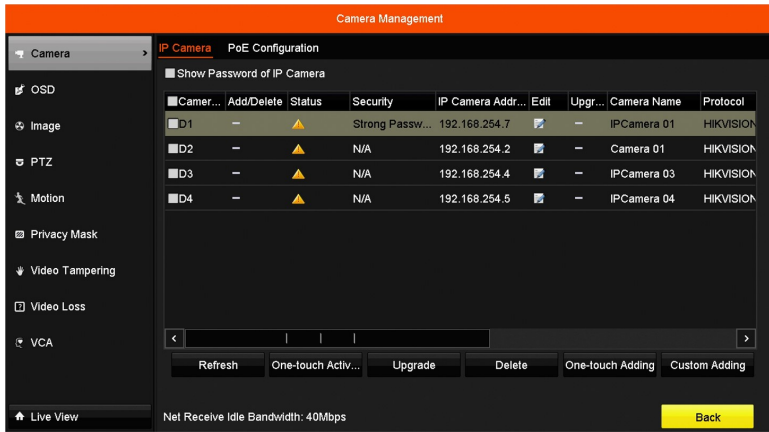 Camera Management
Camera >
IP Camera PoE Configuration
Show Password of IP Camera
OSD
Camer... Add/Delete Status Security IP Camera Addr... Edit Upgr... Camera Name Protocol
D1 – Strong Passw... 192.168.254.7 – IPCamera 01 HIKVISION
Image
D2 – N/A 192.168.254.2 – Camera 01 HIKVISION
PTZ
D3 – N/A 192.168.254.4 – IPCamera 03 HIKVISION
Motion
D4 – N/A 192.168.254.5 – IPCamera 04 HIKVISION
Privacy Mask
Video Tampering
Video Loss
VCA
Refresh One-touch Activ... Upgrade Delete One-touch Adding Custom Adding
Live View
Net Receive Idle Bandwidth: 40Mbps
Back